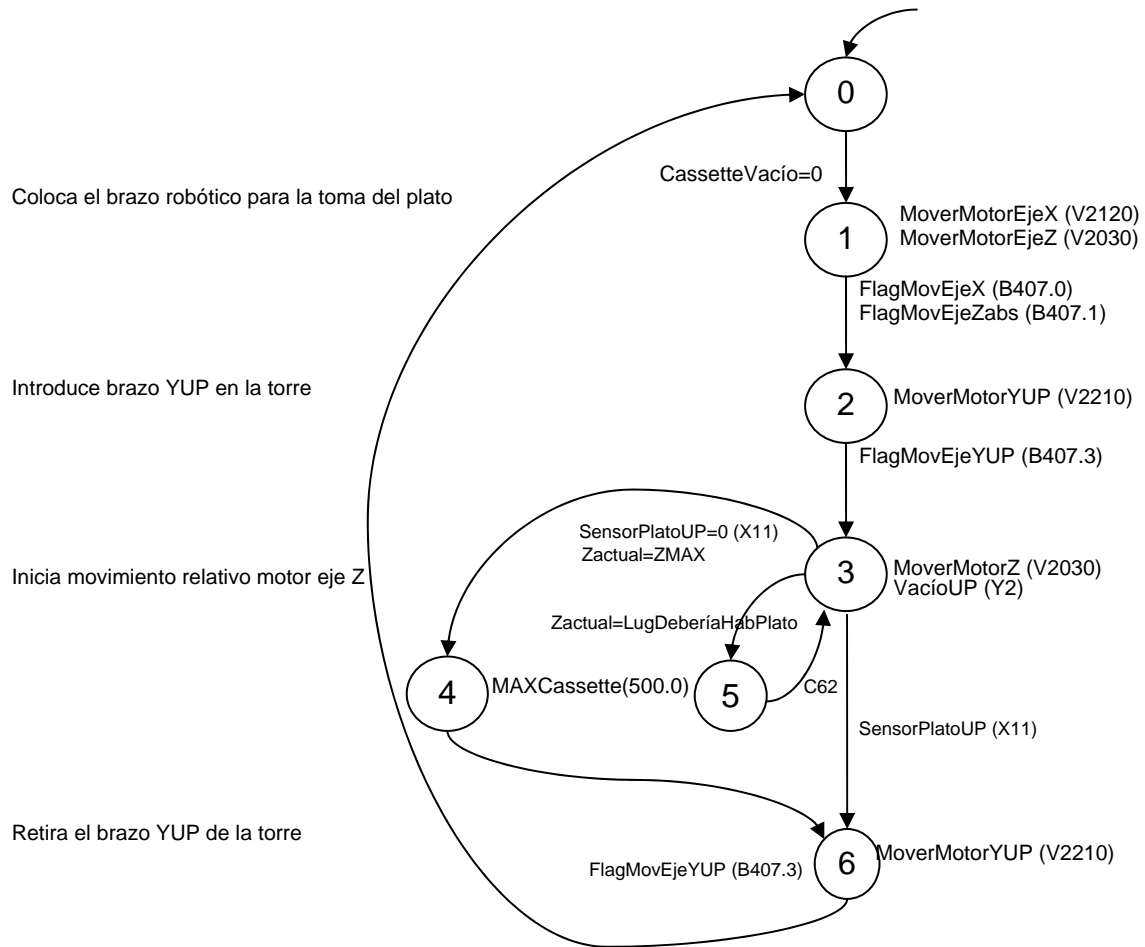 0
CassetteVacío=0
Coloca el brazo robótico para la toma del plato
MoverMotorEjeX (V2120)
1
MoverMotorEjeZ (V2030)
FlagMovEjeX (B407.0)
FlagMovEjeZabs (B407.1)
Introduce brazo YUP en la torre
2
MoverMotorYUP (V2210)
FlagMovEjeYUP (B407.3)
SensorPlatoUP=0 (X11)
Zactual=ZMAX
Inicia movimiento relativo motor eje Z
3
MoverMotorZ (V2030)
VacíoUP (Y2)
Zactual=LugDeberíaHabPlato
4
MAXCassette(500.0)
5
C62
SensorPlatoUP (X11)
Retira el brazo YUP de la torre
FlagMovEjeYUP (B407.3)
6
MoverMotorYUP (V2210)